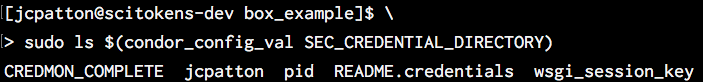 [jcpatton@scitokens-dev box_example]$ \
> sudo ls $(condor_config_val SEC_CREDENTIAL_DIRECTORY)
CREDMON_COMPLETE  jcpatton  pid  README.credentials  wsgi_session_key